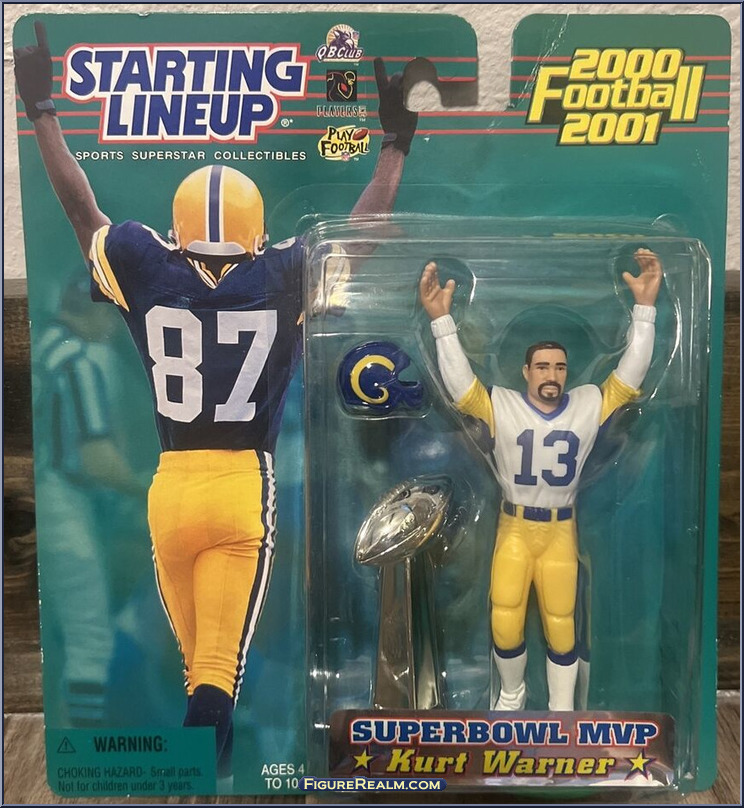 STARTING
LINEUP®
SPORTS SUPERSTAR COLLECTIBLES
QB CLUB
PLAYERS
PLAY
FOOTBALL
2000
Football
2001
87
13
SUPERBOWL MVP
Kurt Warner
WARNING:
CHOKING HAZARD- Small parts.
Not for children under 3 years.
AGES 4
TO 10
FIGUREREALM.COM